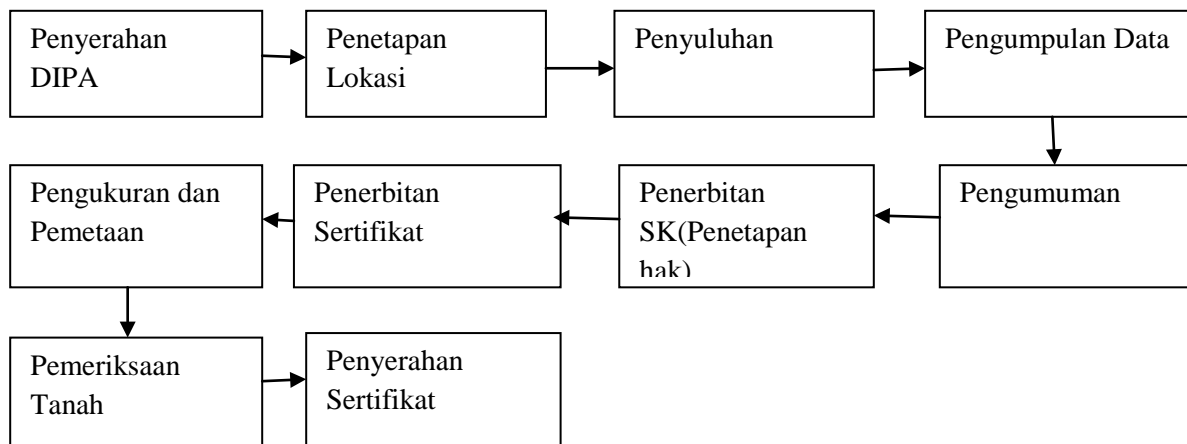 Penyerahan
DIPA
Penetapan
Lokasi
Penyuluhan
Pengumpulan Data
Pengumuman
Penerbitan
SK(Penetapan
hak)
Penerbitan
Sertifikat
Pengukuran dan
Pemetaan
Pemeriksaan
Tanah
Penyerahan
Sertifikat